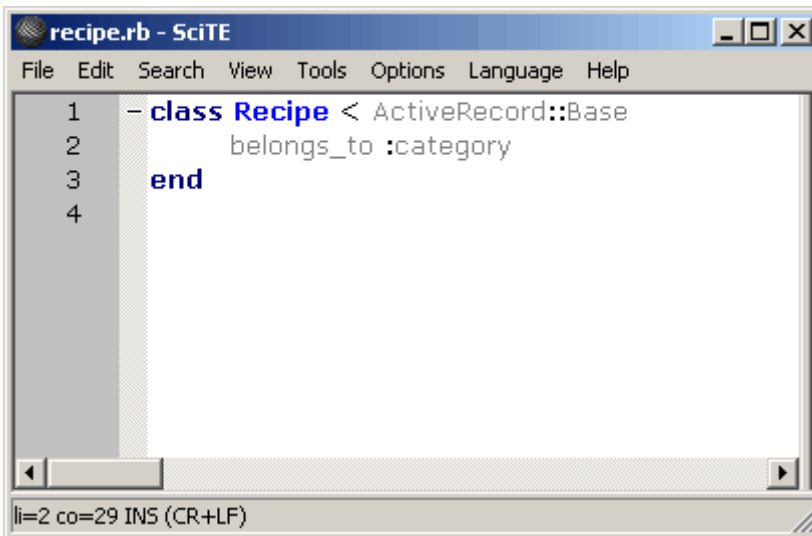 recipe.rb - SciTE
File Edit Search View Tools Options Language Help
1 - class Recipe < ActiveRecord::Base
2 belongs_to :category
3 end
4
li=2 co=29 INS (CR+LF)